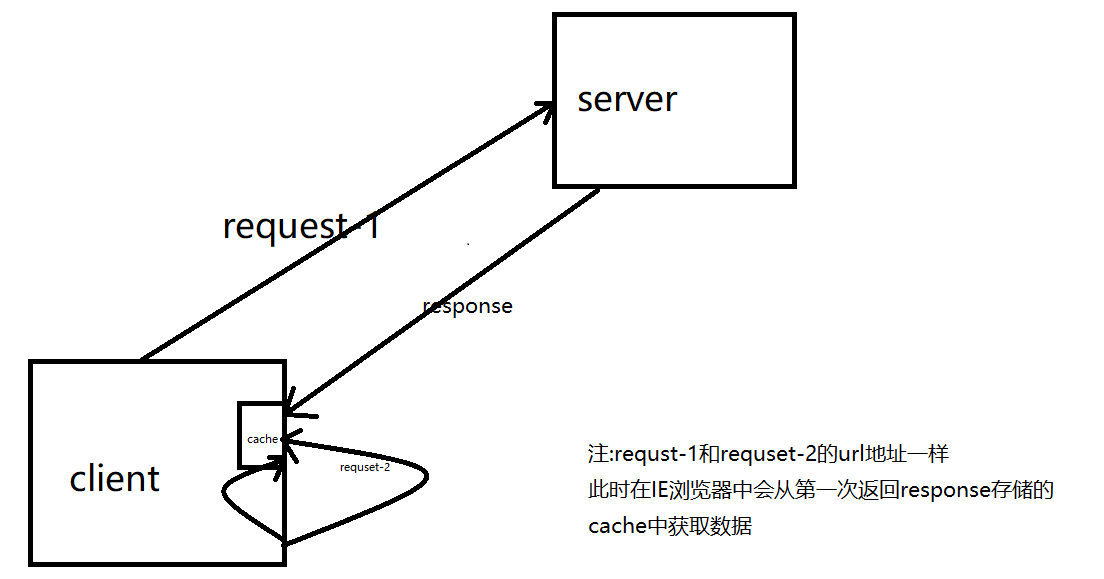 server
request-1
response
cache
requset-2
client
注:requst-1和requset-2的url地址一样
此时在IE浏览器中会从第一次返回response存储的
cache中获取数据